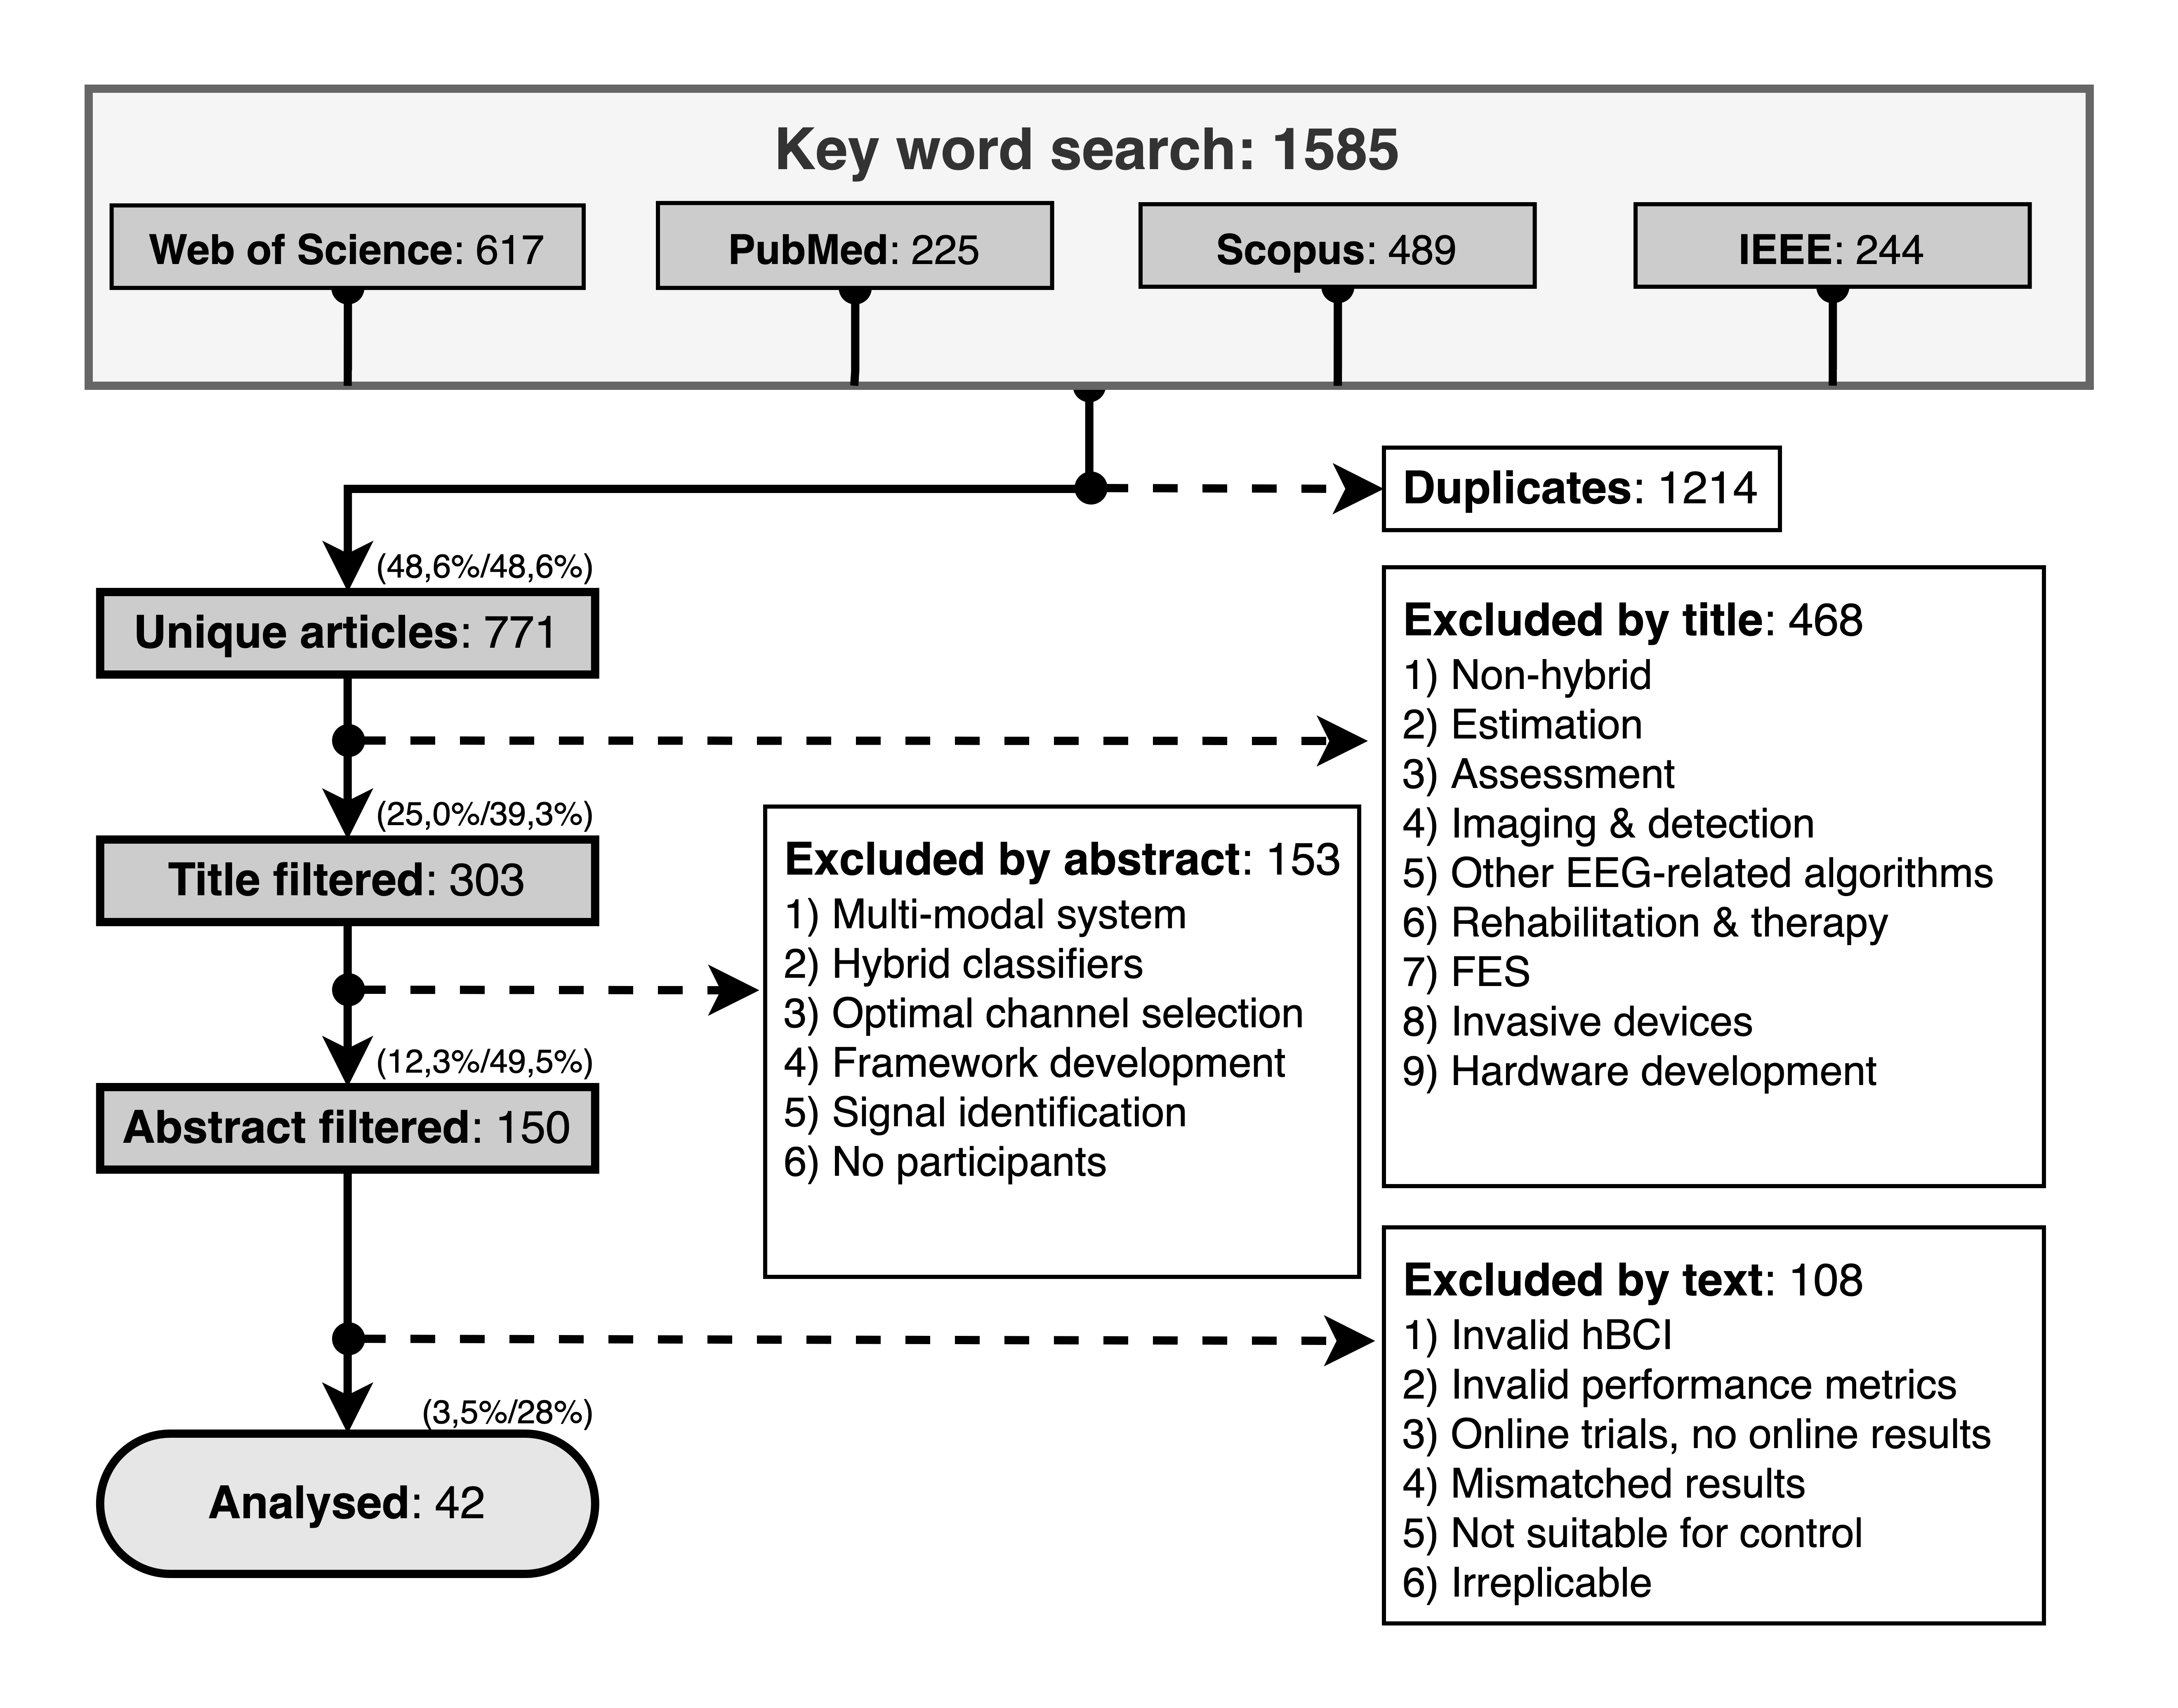 Key word search: 1585
Web of Science: 617
PubMed: 225
Scopus: 489
IEEE: 244
Duplicates: 1214
(48,6%/48,6%)
Unique articles: 771
Excluded by title: 468
1) Non-hybrid
2) Estimation
3) Assessment
4) Imaging & detection
5) Other EEG-related algorithms
6) Rehabilitation & therapy
7) FES
8) Invasive devices
9) Hardware development
(25,0%/39,3%)
Title filtered: 303
Excluded by abstract: 153
1) Multi-modal system
2) Hybrid classifiers
3) Optimal channel selection
4) Framework development
5) Signal identification
6) No participants
(12,3%/49,5%)
Abstract filtered: 150
Excluded by text: 108
1) Invalid hBCI
2) Invalid performance metrics
3) Online trials, no online results
4) Mismatched results
5) Not suitable for control
6) Irreplicable
(3,5%/28%)
Analysed: 42